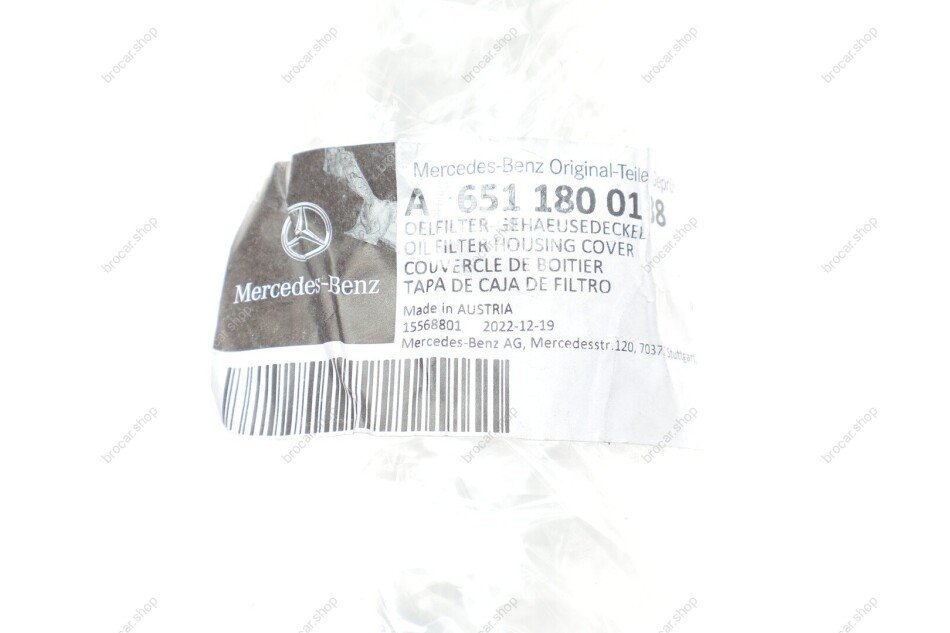 Mercedes-Benz Original-Teile
A 651 180 01 38
OELFILTER-GEHAEUSEDECKEL
OIL FILTER HOUSING COVER
COUVERCLE DE BOITIER
TAPA DE CAJA DE FILTRO
Made in AUSTRIA
15568801 2022-12-19
Mercedes-Benz AG, Mercedesstr.120, Stuttgart,
Mercedes-Benz
brocar.shop